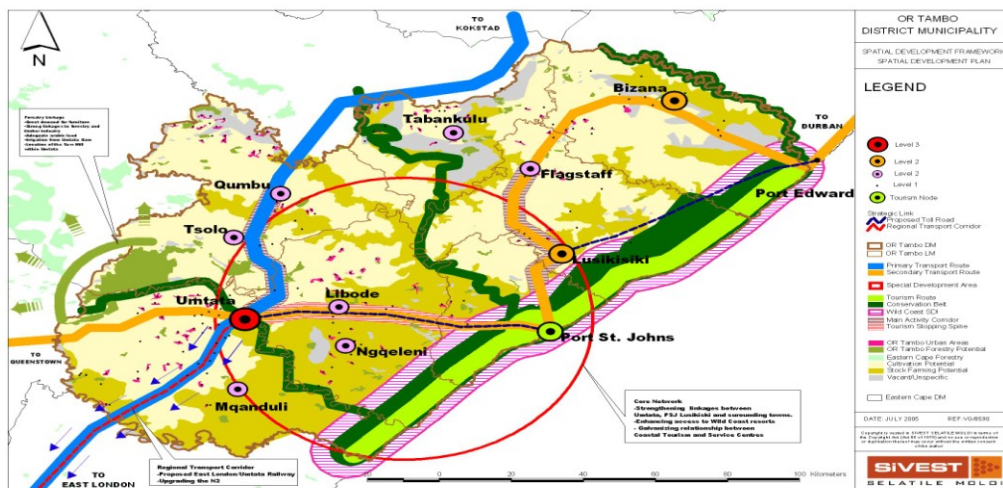 OR TAMBO
DISTRICT MUNICIPALITY
SPATIAL DEVELOPMENT FRAMEWORK
SPATIAL DEVELOPMENT PLAN
LEGEND
Level 3
Level 2
Level 2
Level 1
Tourism Node
Strategic Link
Proposed Toll Road
Regional Transport Corridor
OR Tambo DM
OR Tambo LM
Primary Transport Route
Secondary Transport Route
Special Development Area
Tourism Route
Conservation Belt
Wild Coast SDI
Main Activity Corridor
Tourism Stopping Spine
OR Tambo Urban Areas
OR Tambo Forestry Potential
Eastern Cape Forestry
Cultivation Potential
Stock Farming Potential
Vacant/Unspecific
Eastern Cape DM
DATE: JULY 2005
SiVEST
SELATILE MOLOI
N
TO
KOKSTAD
TO
DURBAN
TO
QUEENSTOWN
TO
EAST LONDON
Bizana
Tabankulu
Flagstaff
Port Edward
Qumbu
Tsolo
Lusikisiki
Umtata
Libode
Port St. Johns
Ngqeleni
Mqanduli
Core Network
-Strengthening linkages between
Umtata, PSJ Lusikisiki and surounding towns.
-Enhancing access to Wild Coast resorts
- Galvanizing relationship between
Coastal Tourism and Service Centres
Regional Transport Corridor
-Proposed East London/Umtata Railway
-Upgrading the N2
20
40
60
80
100 Kilometers